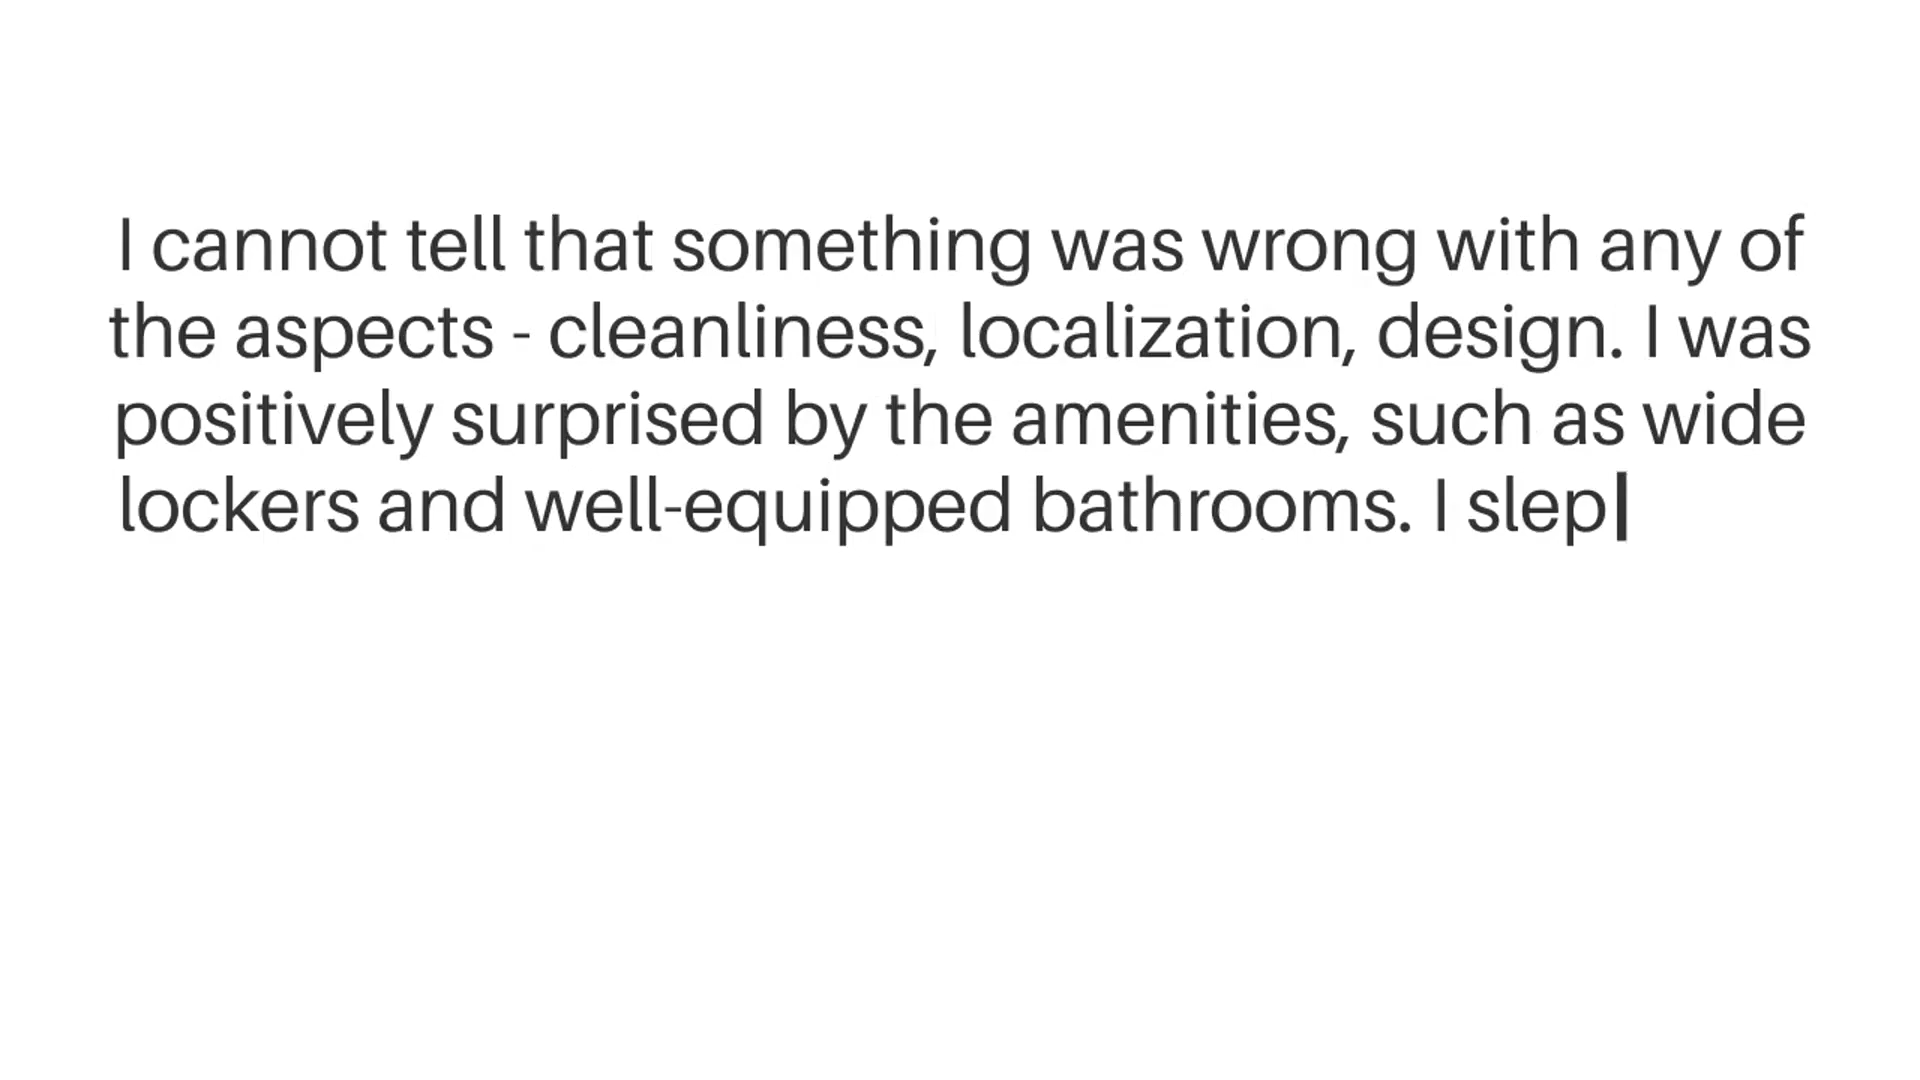 I cannot tell that something was wrong with any of
the aspects - cleanliness, localization, design. I was
positively surprised by the amenities, such as wide
lockers and well-equipped bathrooms. I slep